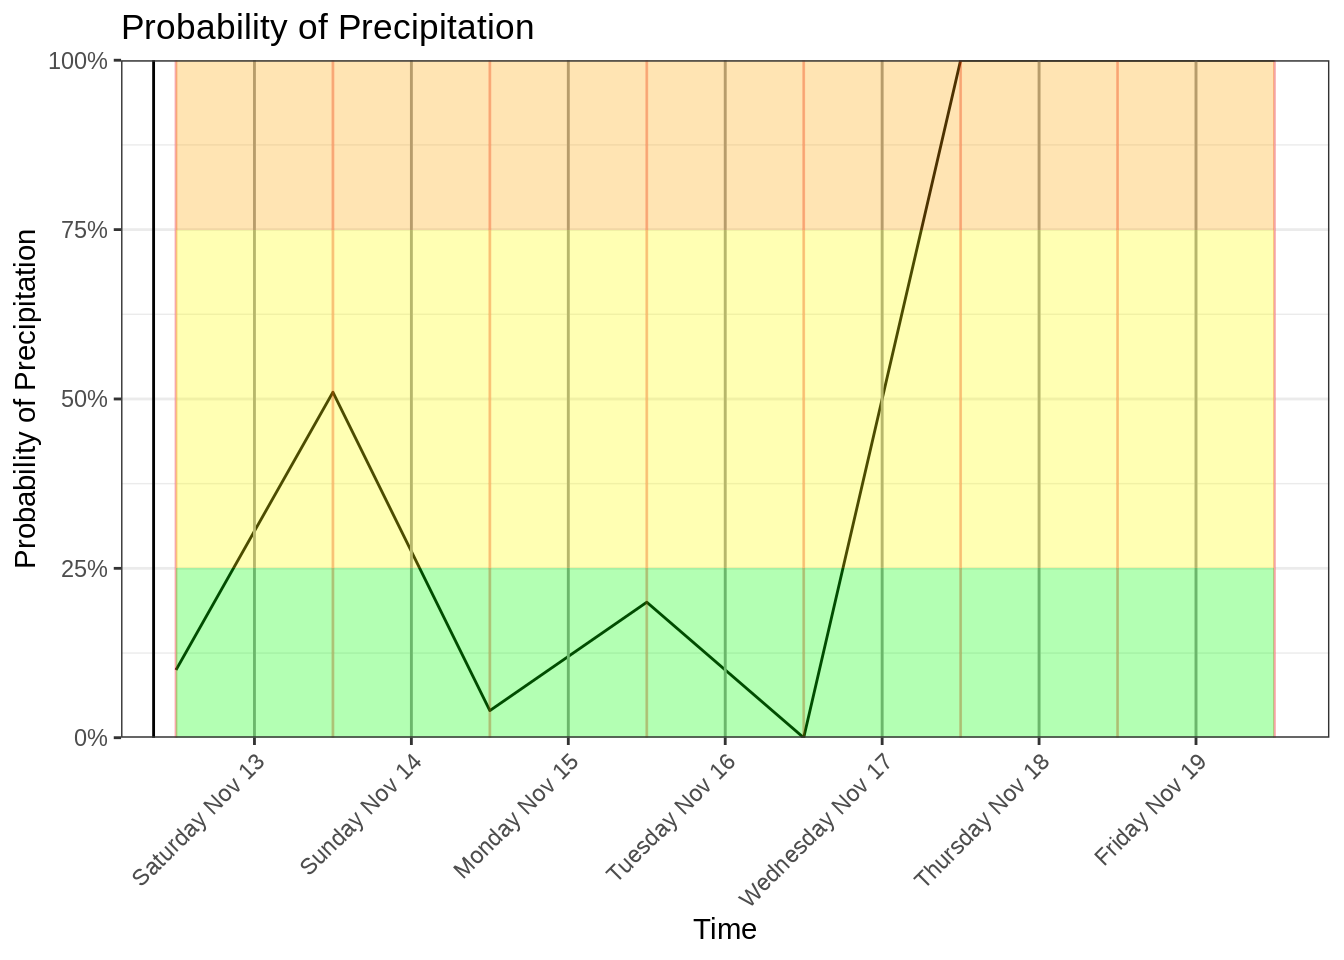 Probability of Precipitation
Probability of Precipitation
100%
75%
50%
25%
0%
Saturday Nov 13
Sunday Nov 14
Monday Nov 15
Tuesday Nov 16
Wednesday Nov 17
Thursday Nov 18
Friday Nov 19
Time